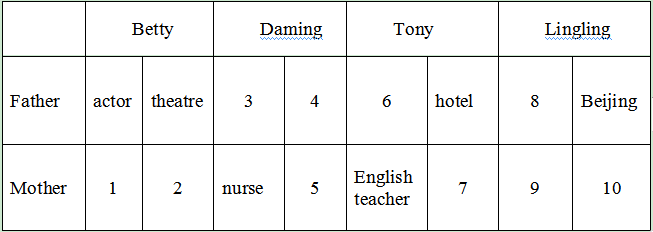 Betty Daming Tony Lingling
Father actor theatre 3 4 6 hotel 8 Beijing
Mother 1 2 nurse 5 English teacher 7 9 10